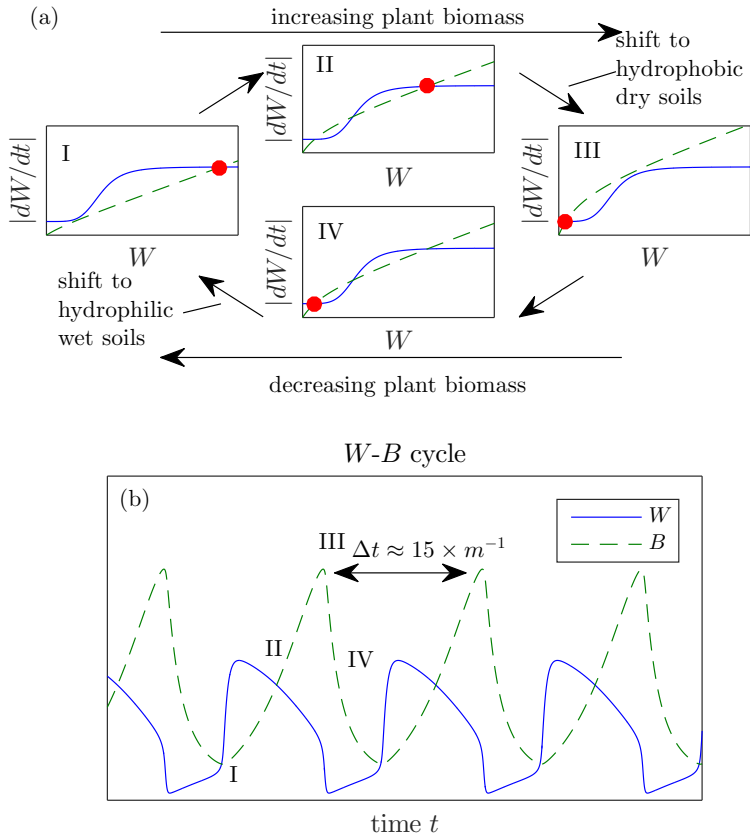 (a)
increasing plant biomass
shift to
hydrophobic
dry soils
II
|dW/dt|
W
I
|dW/dt|
W
III
|dW/dt|
W
IV
|dW/dt|
W
shift to
hydrophilic
wet soils
decreasing plant biomass
W-B cycle
(b)
W
B
III
Δt ≈ 15 × m⁻¹
II
IV
I
time t